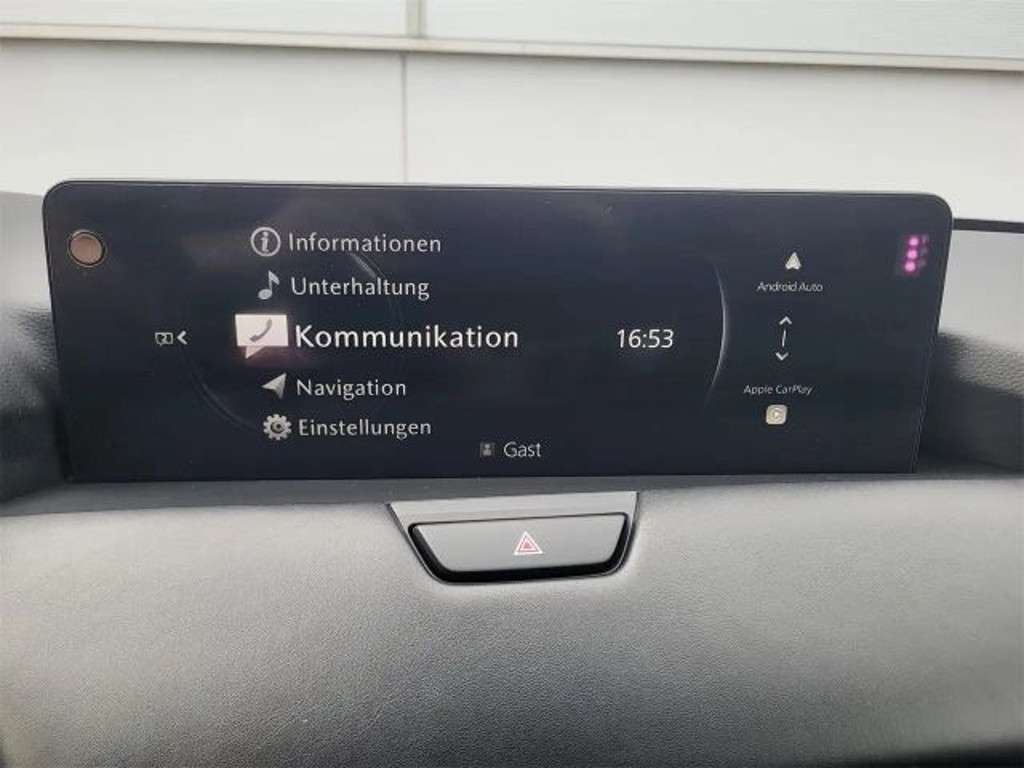 Informationen
Unterhaltung
Kommunikation
Navigation
Einstellungen
16:53
Gast
Android Auto
Apple CarPlay